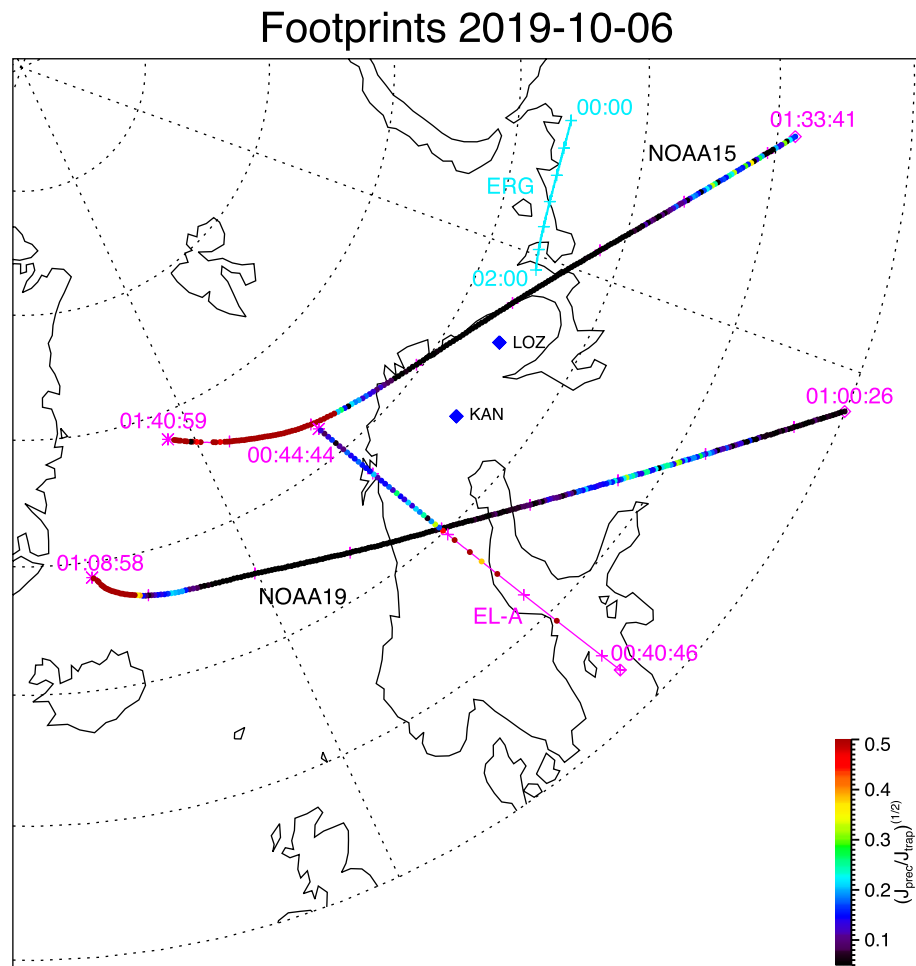 Footprints 2019-10-06
00:00
01:33:41
NOAA15
ERG
02:00
LOZ
01:00:26
KAN
01:40:59
00:44:44
01:08:58
NOAA19
EL-A
00:40:46
0.5
0.4
0.3
0.2
0.1
(Jprec/Jtrap)(1/2)